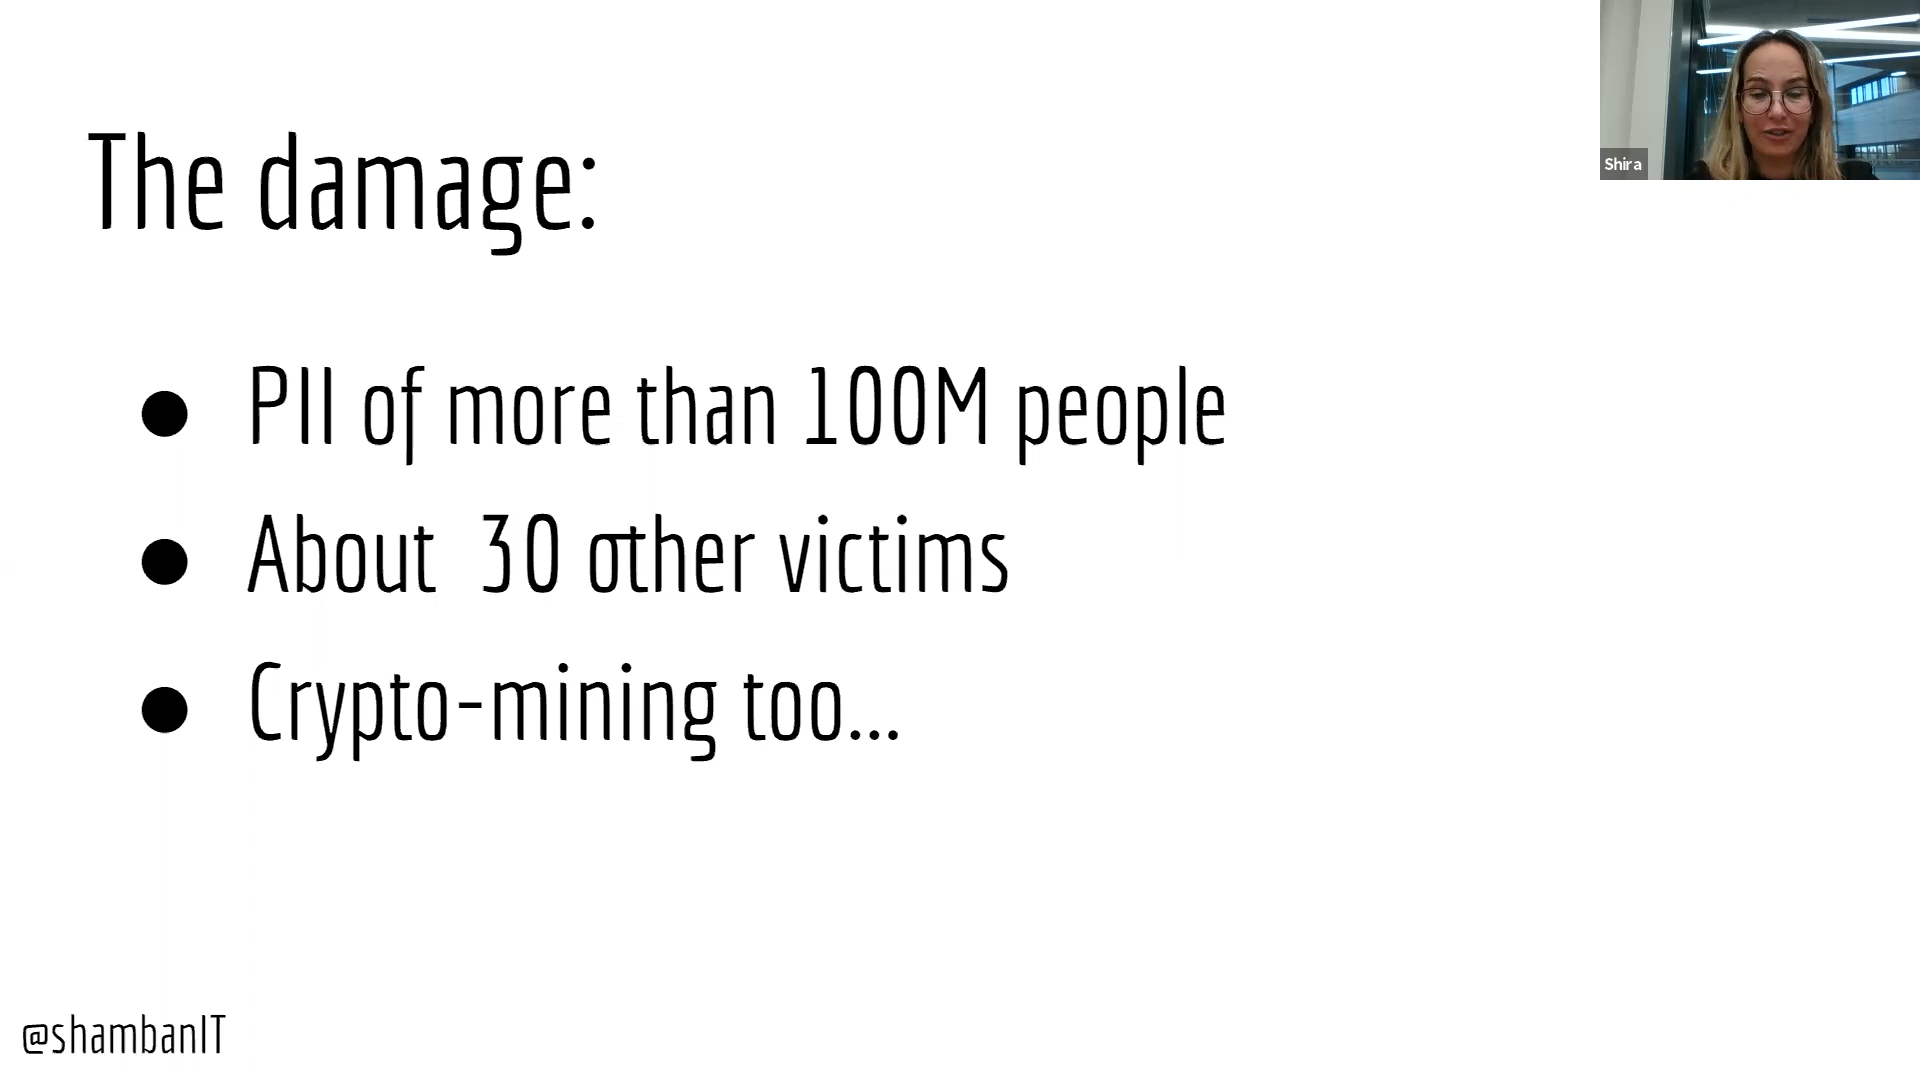 The damage:
● PII of more than 100M people
● About  30 other victims
● Crypto-mining too...
@shambanIT
Shira